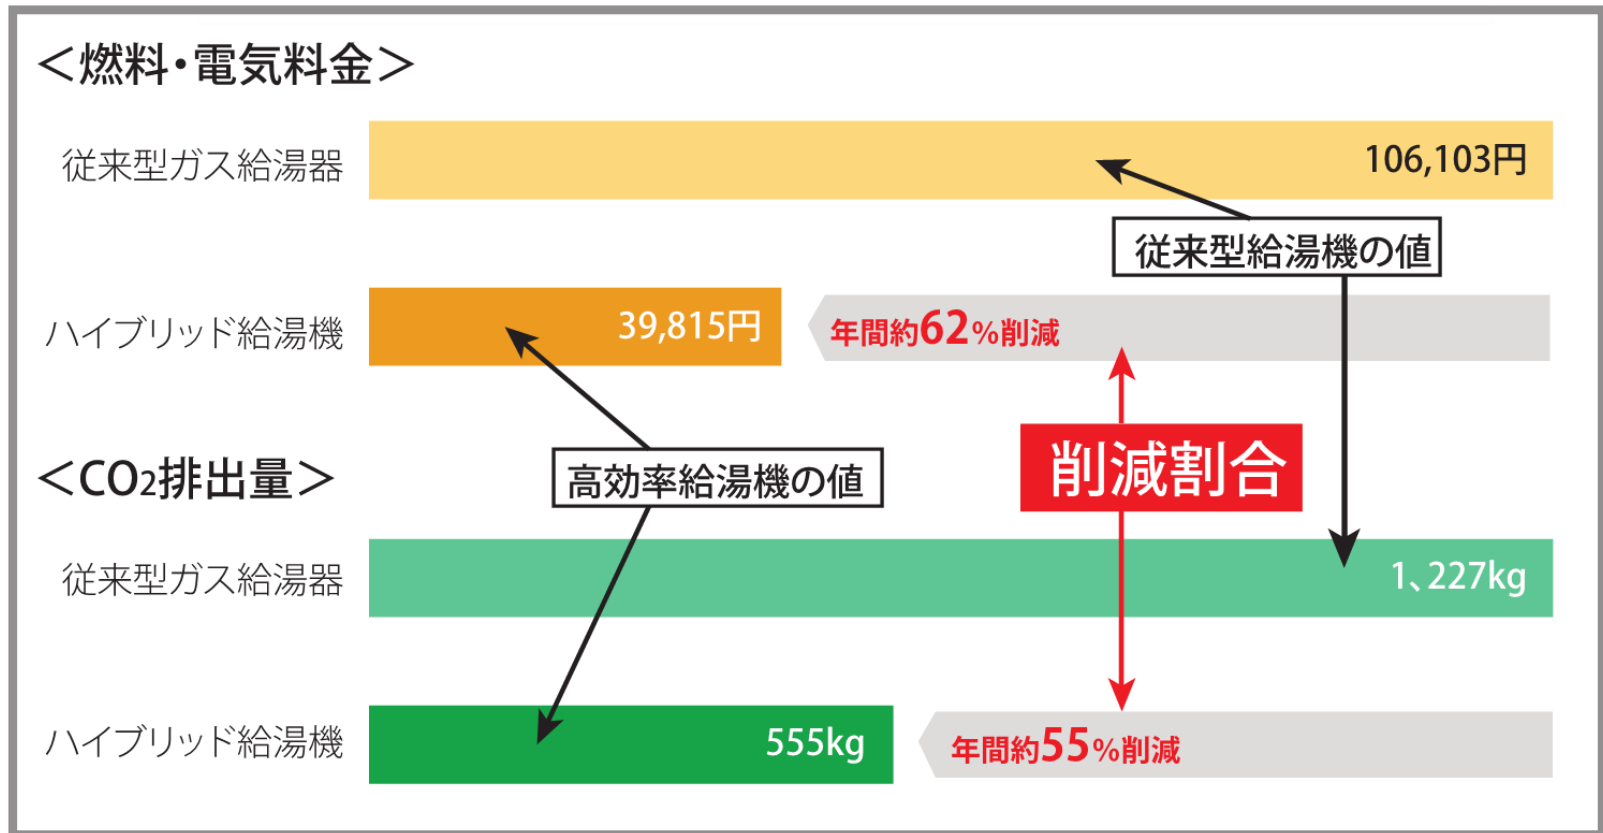 ＜燃料・電気料金＞
従来型ガス給湯器
106,103円
従来型給湯機の値
ハイブリッド給湯機
39,815円
年間約62%削減
高効率給湯機の値
削減割合
＜CO2排出量＞
従来型ガス給湯器
1、227kg
ハイブリッド給湯機
555kg
年間約55%削減